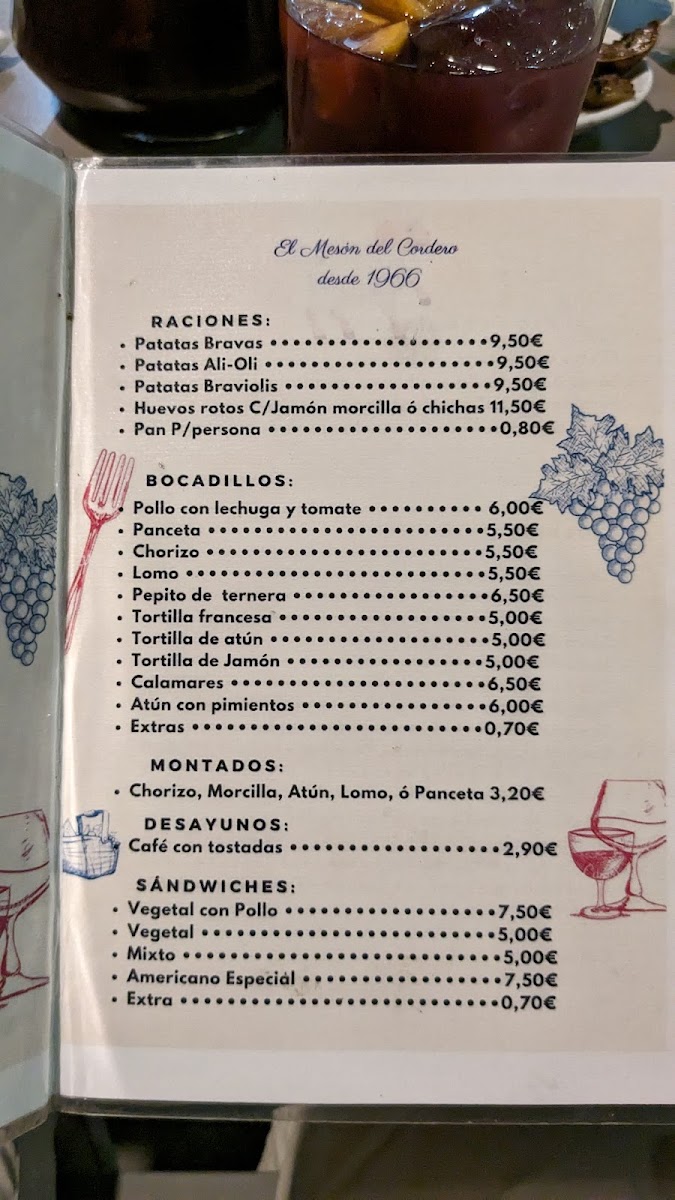 El Mesón del Cordero
desde 1966
RACIONES:
• Patatas Bravas ••••••••••••••••••••9,50€
• Patatas Ali-Oli •••••••••••••••••••••9,50€
• Patatas Braviolis •••••••••••••••••••9,50€
• Huevos rotos C/Jamón morcilla ó chichas 11,50€
• Pan P/persona •••••••••••••••••••••0,80€
BOCADILLOS:
• Pollo con lechuga y tomate •••••••••• 6,00€
• Panceta •••••••••••••••••••••••••5,50€
• Chorizo •••••••••••••••••••••••••5,50€
• Lomo •••••••••••••••••••••••••••5,50€
• Pepito de ternera ••••••••••••••••••6,50€
• Tortilla francesa •••••••••••••••••••5,00€
• Tortilla de atún ••••••••••••••••••••5,00€
• Tortilla de Jamón ••••••••••••••••••5,00€
• Calamares •••••••••••••••••••••••6,50€
• Atún con pimientos •••••••••••••••••6,00€
• Extras ••••••••••••••••••••••••••0,70€
MONTADOS:
• Chorizo, Morcilla, Atún, Lomo, ó Panceta 3,20€
DESAYUNOS:
Café con tostadas •••••••••••••••••••2,90€
SÁNDWICHES:
• Vegetal con Pollo •••••••••••••••••••7,50€
• Vegetal ••••••••••••••••••••••••••5,00€
• Mixto ••••••••••••••••••••••••••••5,00€
• Americano Especial •••••••••••••••••7,50€
• Extra ••••••••••••••••••••••••••••0,70€